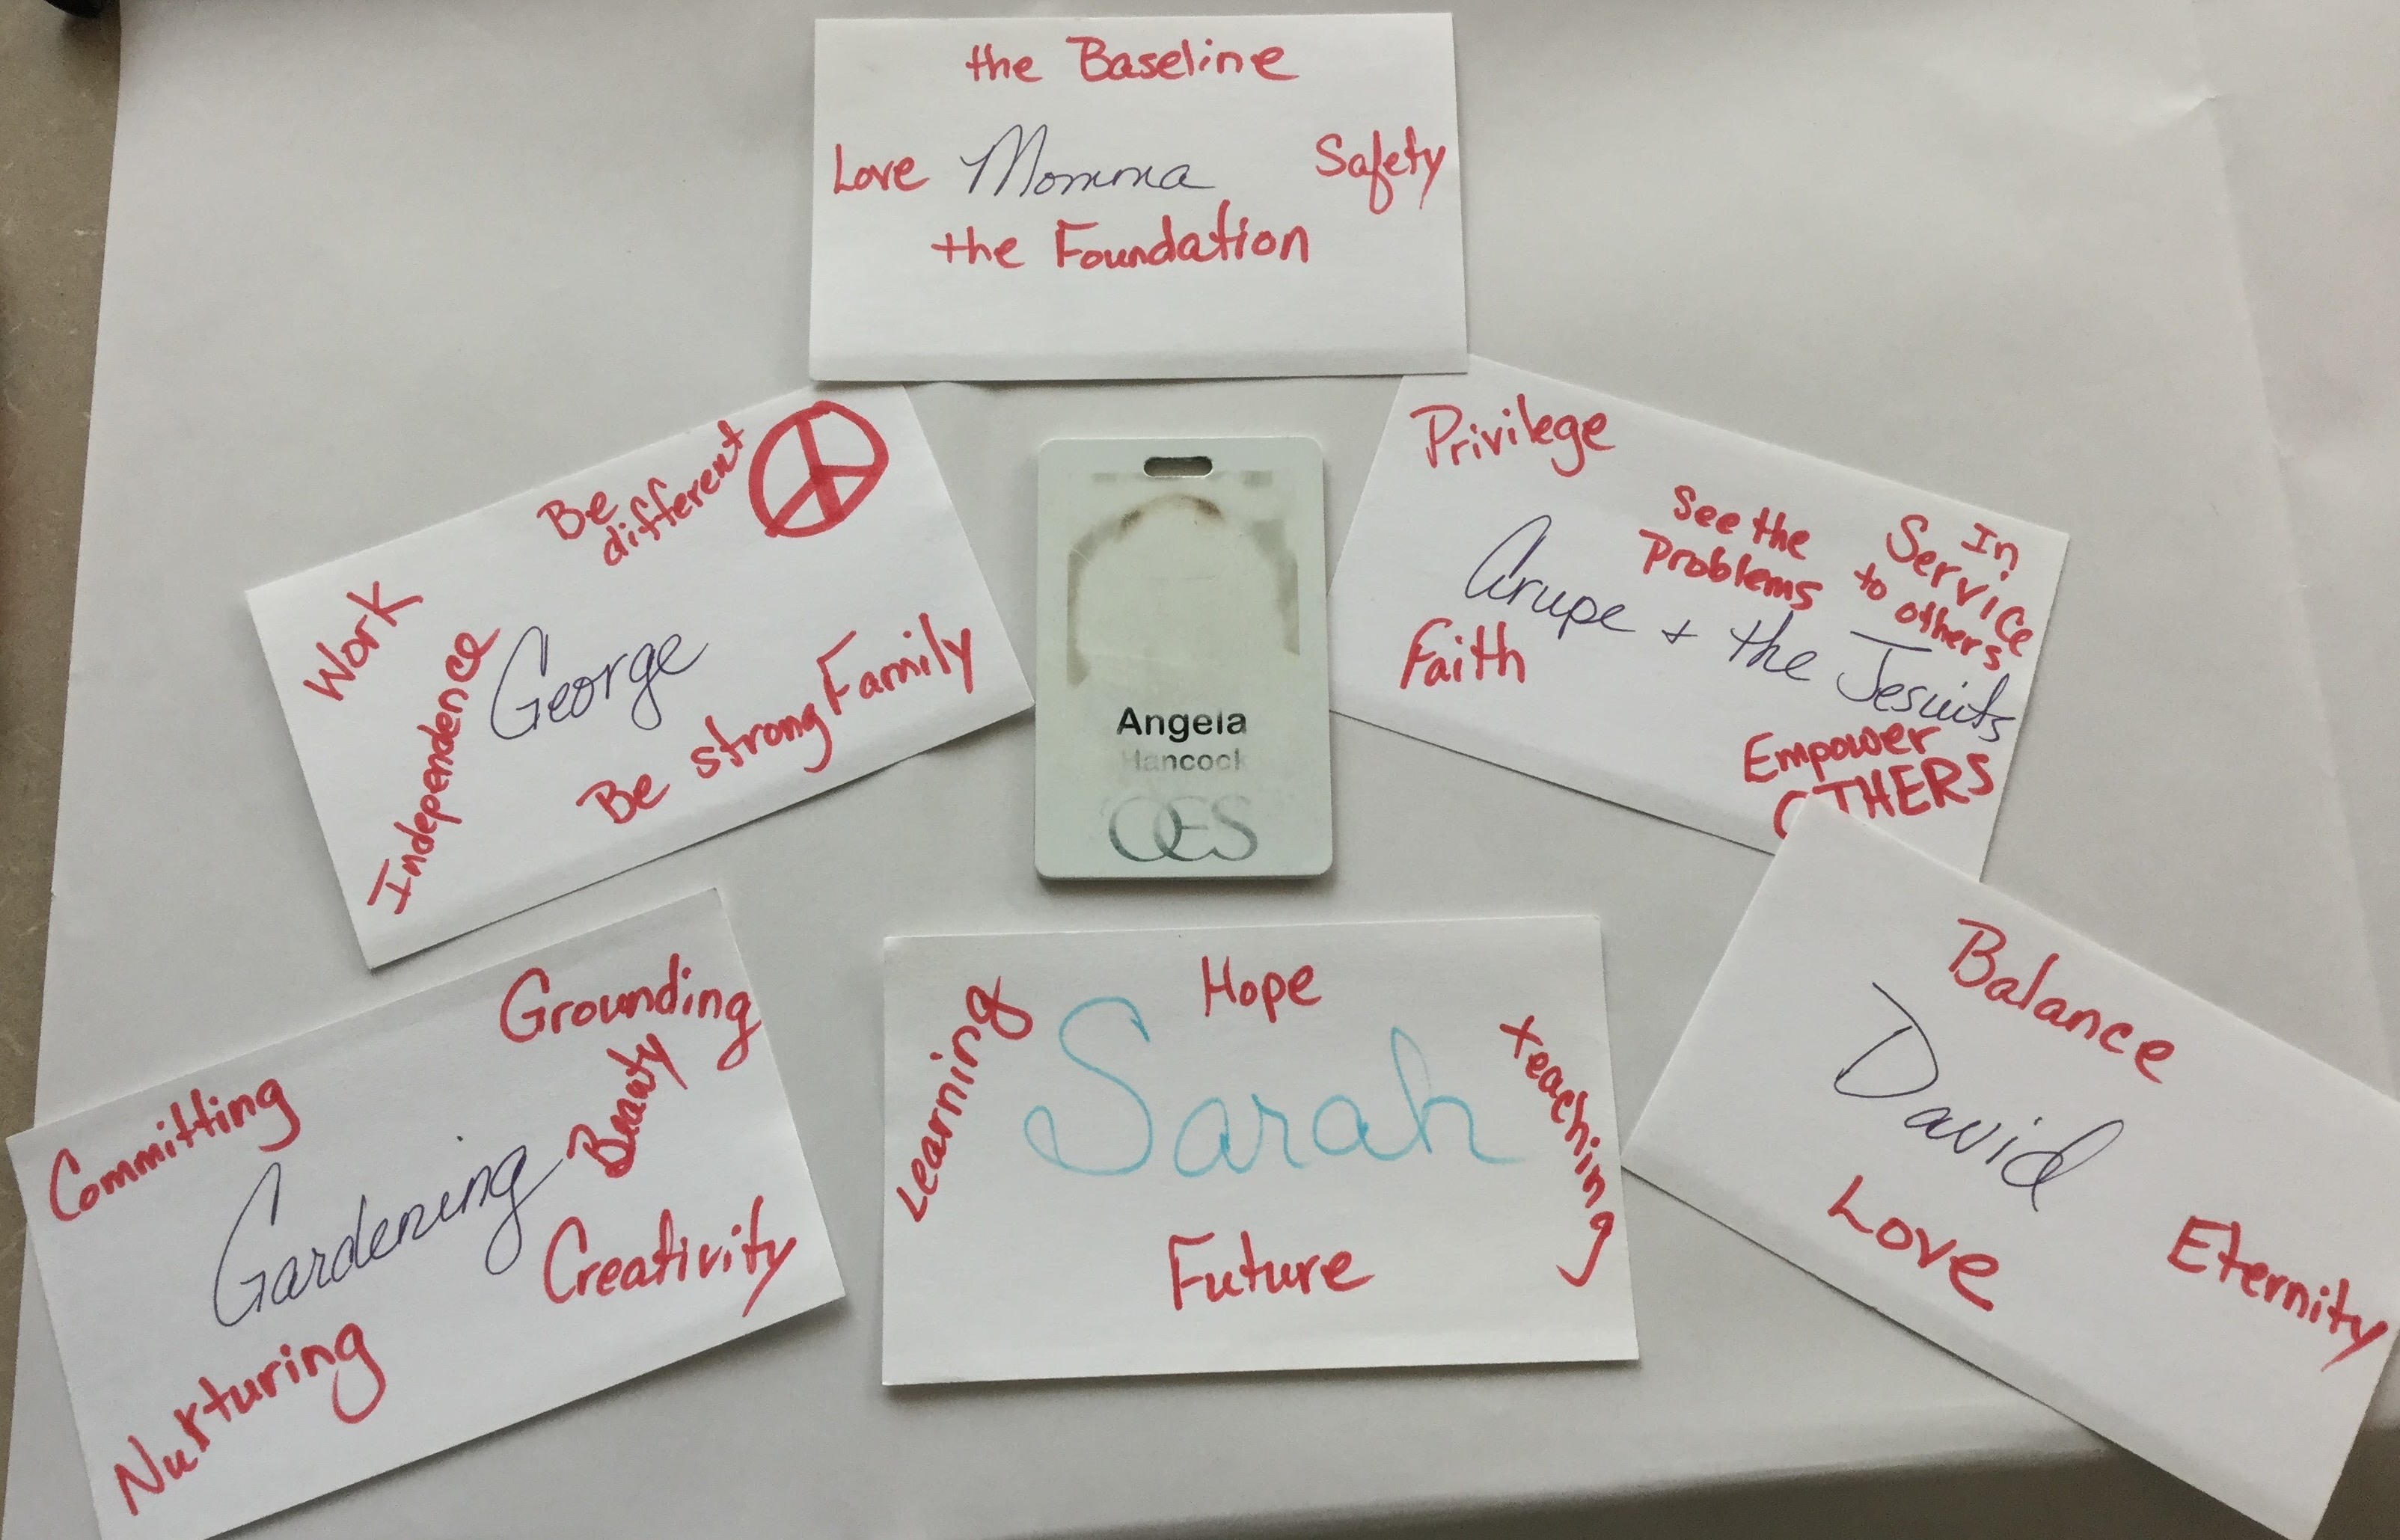 the Baseline
Love Momma Safety
the Foundation
Be
different
Work
Independence
George
Family
Be strong
Angela
Hancock
OES
Privilege
See the
Problems
In
Service
to others
Arupe + the Jesuits
Faith
Empower
OTHERS
Grounding
Committing
Beauty
Gardening
Creativity
Nurturing
Hope
Learning
Sarah
teaching
Future
Balance
David
Love
Eternity